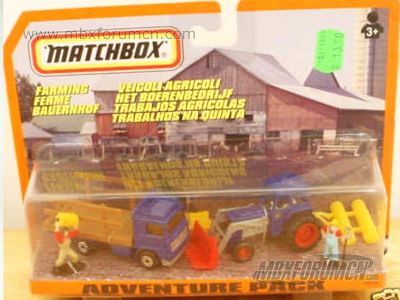 www.mbxforumcn.com
MATCHBOX
3+
FARMING
FERME
BAUERNHOF
VEICOLI AGRICOLI
HET BOERENBEDRIJF
TRABAJOS AGRICOLAS
TRABALHOS NA QUINTA
MBXFORUMCN.COM
ADVENTURE PACK